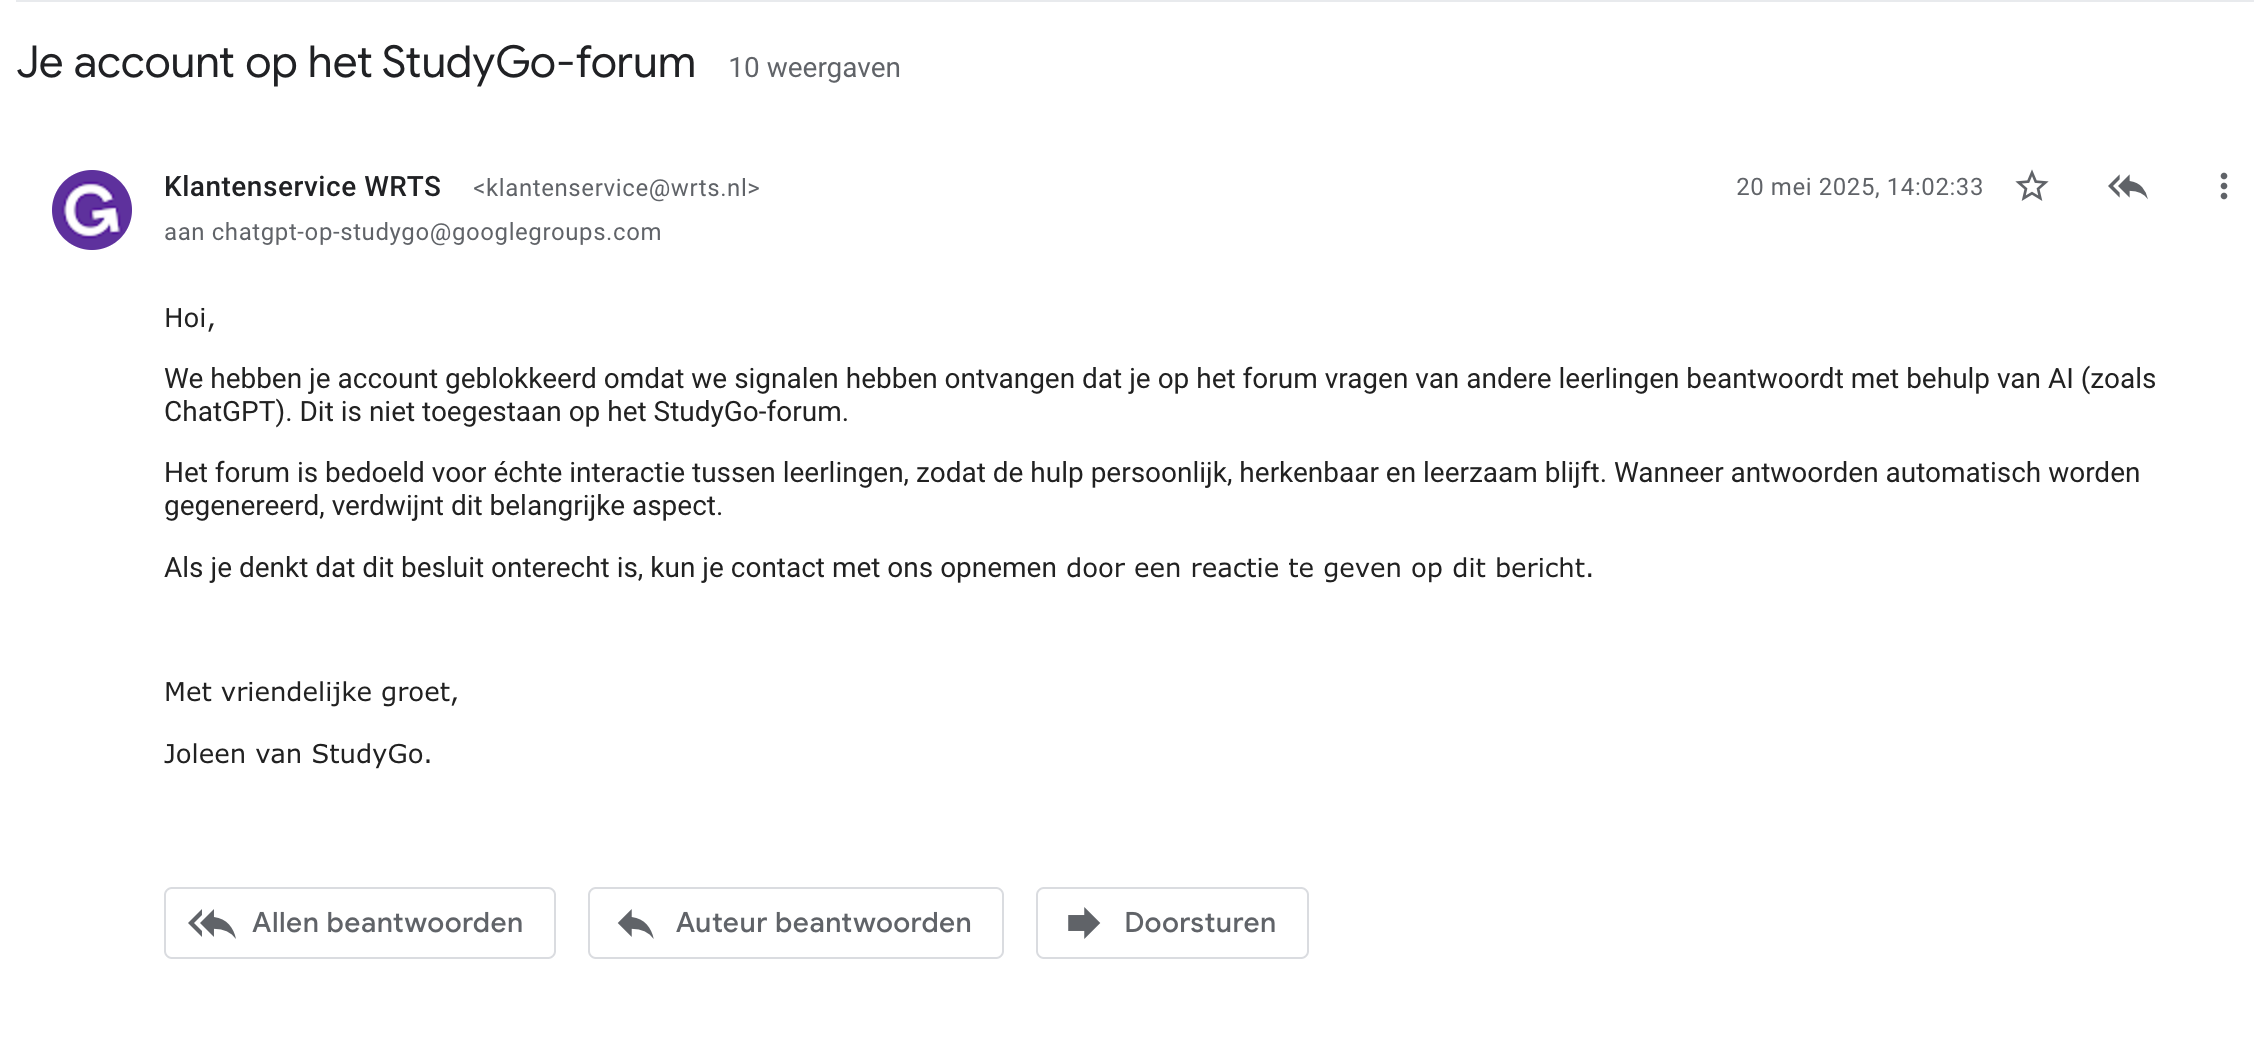 Je account op het StudyGo-forum 10 weergaven
Klantenservice WRTS <klantenservice@wrts.nl> 20 mei 2025, 14:02:33
aan chatgpt-op-studygo@googlegroups.com
Hoi,
We hebben je account geblokkeerd omdat we signalen hebben ontvangen dat je op het forum vragen van andere leerlingen beantwoordt met behulp van AI (zoals
ChatGPT). Dit is niet toegestaan op het StudyGo-forum.
Het forum is bedoeld voor échte interactie tussen leerlingen, zodat de hulp persoonlijk, herkenbaar en leerzaam blijft. Wanneer antwoorden automatisch worden
gegenereerd, verdwijnt dit belangrijke aspect.
Als je denkt dat dit besluit onterecht is, kun je contact met ons opnemen door een reactie te geven op dit bericht.
Met vriendelijke groet,
Joleen van StudyGo.
Allen beantwoorden Auteur beantwoorden Doorsturen